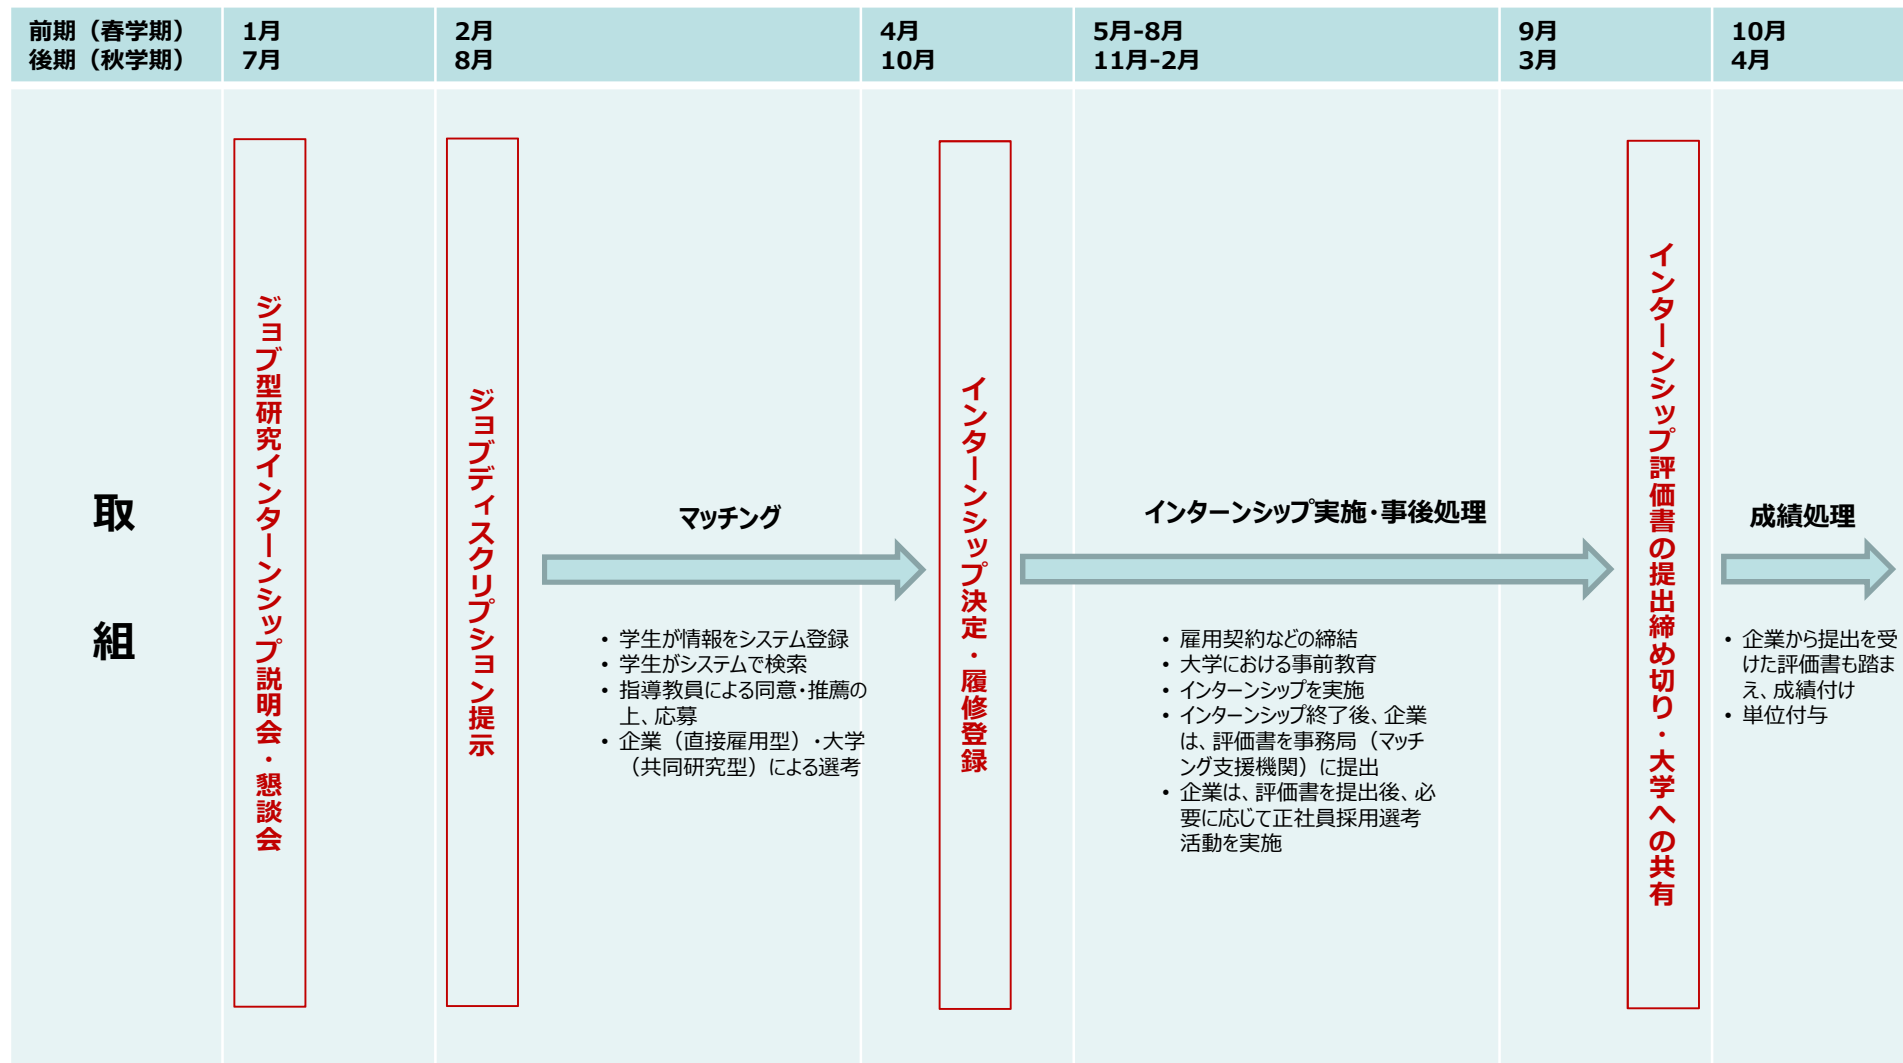 前期（春学期）
後期（秋学期）
1月
7月
2月
8月
4月
10月
5月-8月
11月-2月
9月
3月
10月
4月
取
組
ジョブ型研究インターンシップ説明会・懇談会
ジョブディスクリプション提示
マッチング
• 学生が情報をシステム登録
• 学生がシステムで検索
• 指導教員による同意・推薦の
上、応募
• 企業（直接雇用型）・大学
（共同研究型）による選考
インターンシップ決定・履修登録
インターンシップ実施・事後処理
• 雇用契約などの締結
• 大学における事前教育
• インターンシップを実施
• インターンシップ終了後、企業
は、評価書を事務局（マッチ
ング支援機関）に提出
• 企業は、評価書を提出後、必
要に応じて正社員採用選考
活動を実施
インターンシップ評価書の提出締め切り・大学への共有
成績処理
• 企業から提出を受
けた評価書も踏ま
え、成績付け
• 単位付与